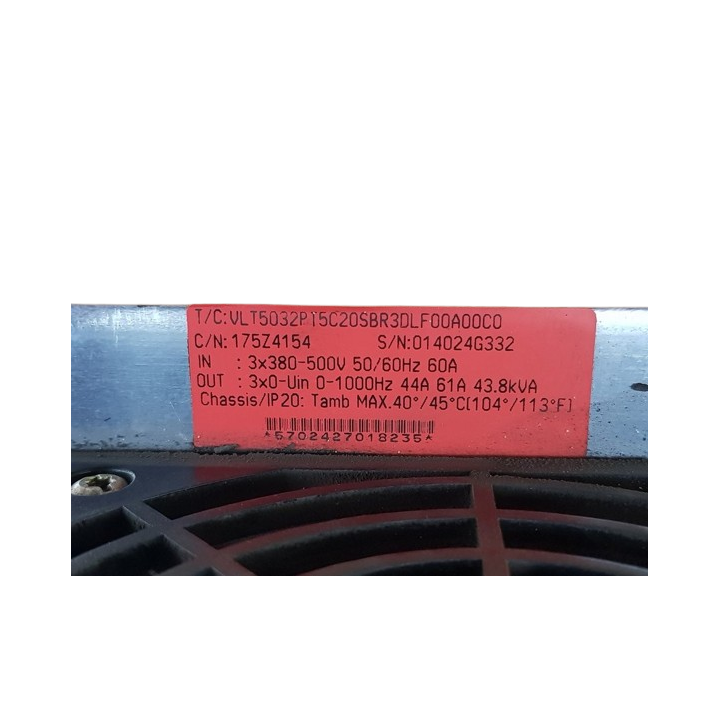 T/C:VLT5032PT5C20SBR3DLF00A00C0
C/N:175Z4154 S/N:014024G332
IN : 3x380-500V 50/60Hz 60A
OUT : 3x0-Uin 0-1000Hz 44A 61A 43.8kVA
Chassis/IP20: Tamb MAX.40°/45°C(104°/113°F)
*5702427018235*